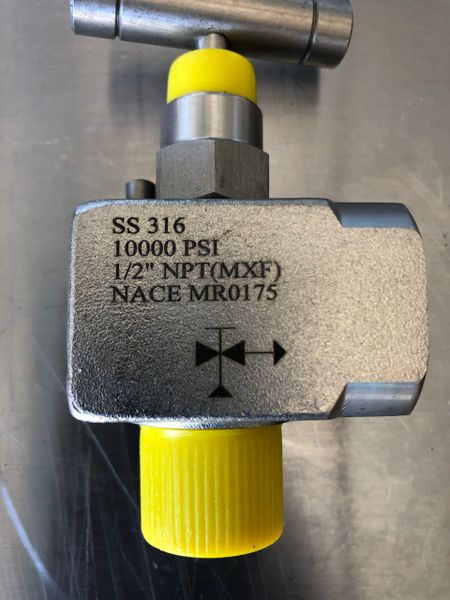 SS 316
10000 PSI
1/2" NPT(MXF)
NACE MR0175